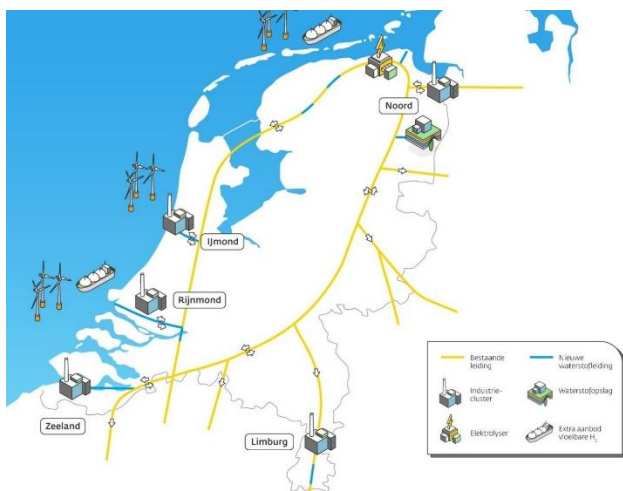 Noord
IJmond
Rijnmond
Zeeland
Limburg
Bestaande
leiding
Nieuwe
waterstofleiding
Industrie-
cluster
Waterstofopslag
Elektrolyser
Extra aanbod
vloeibare H₂